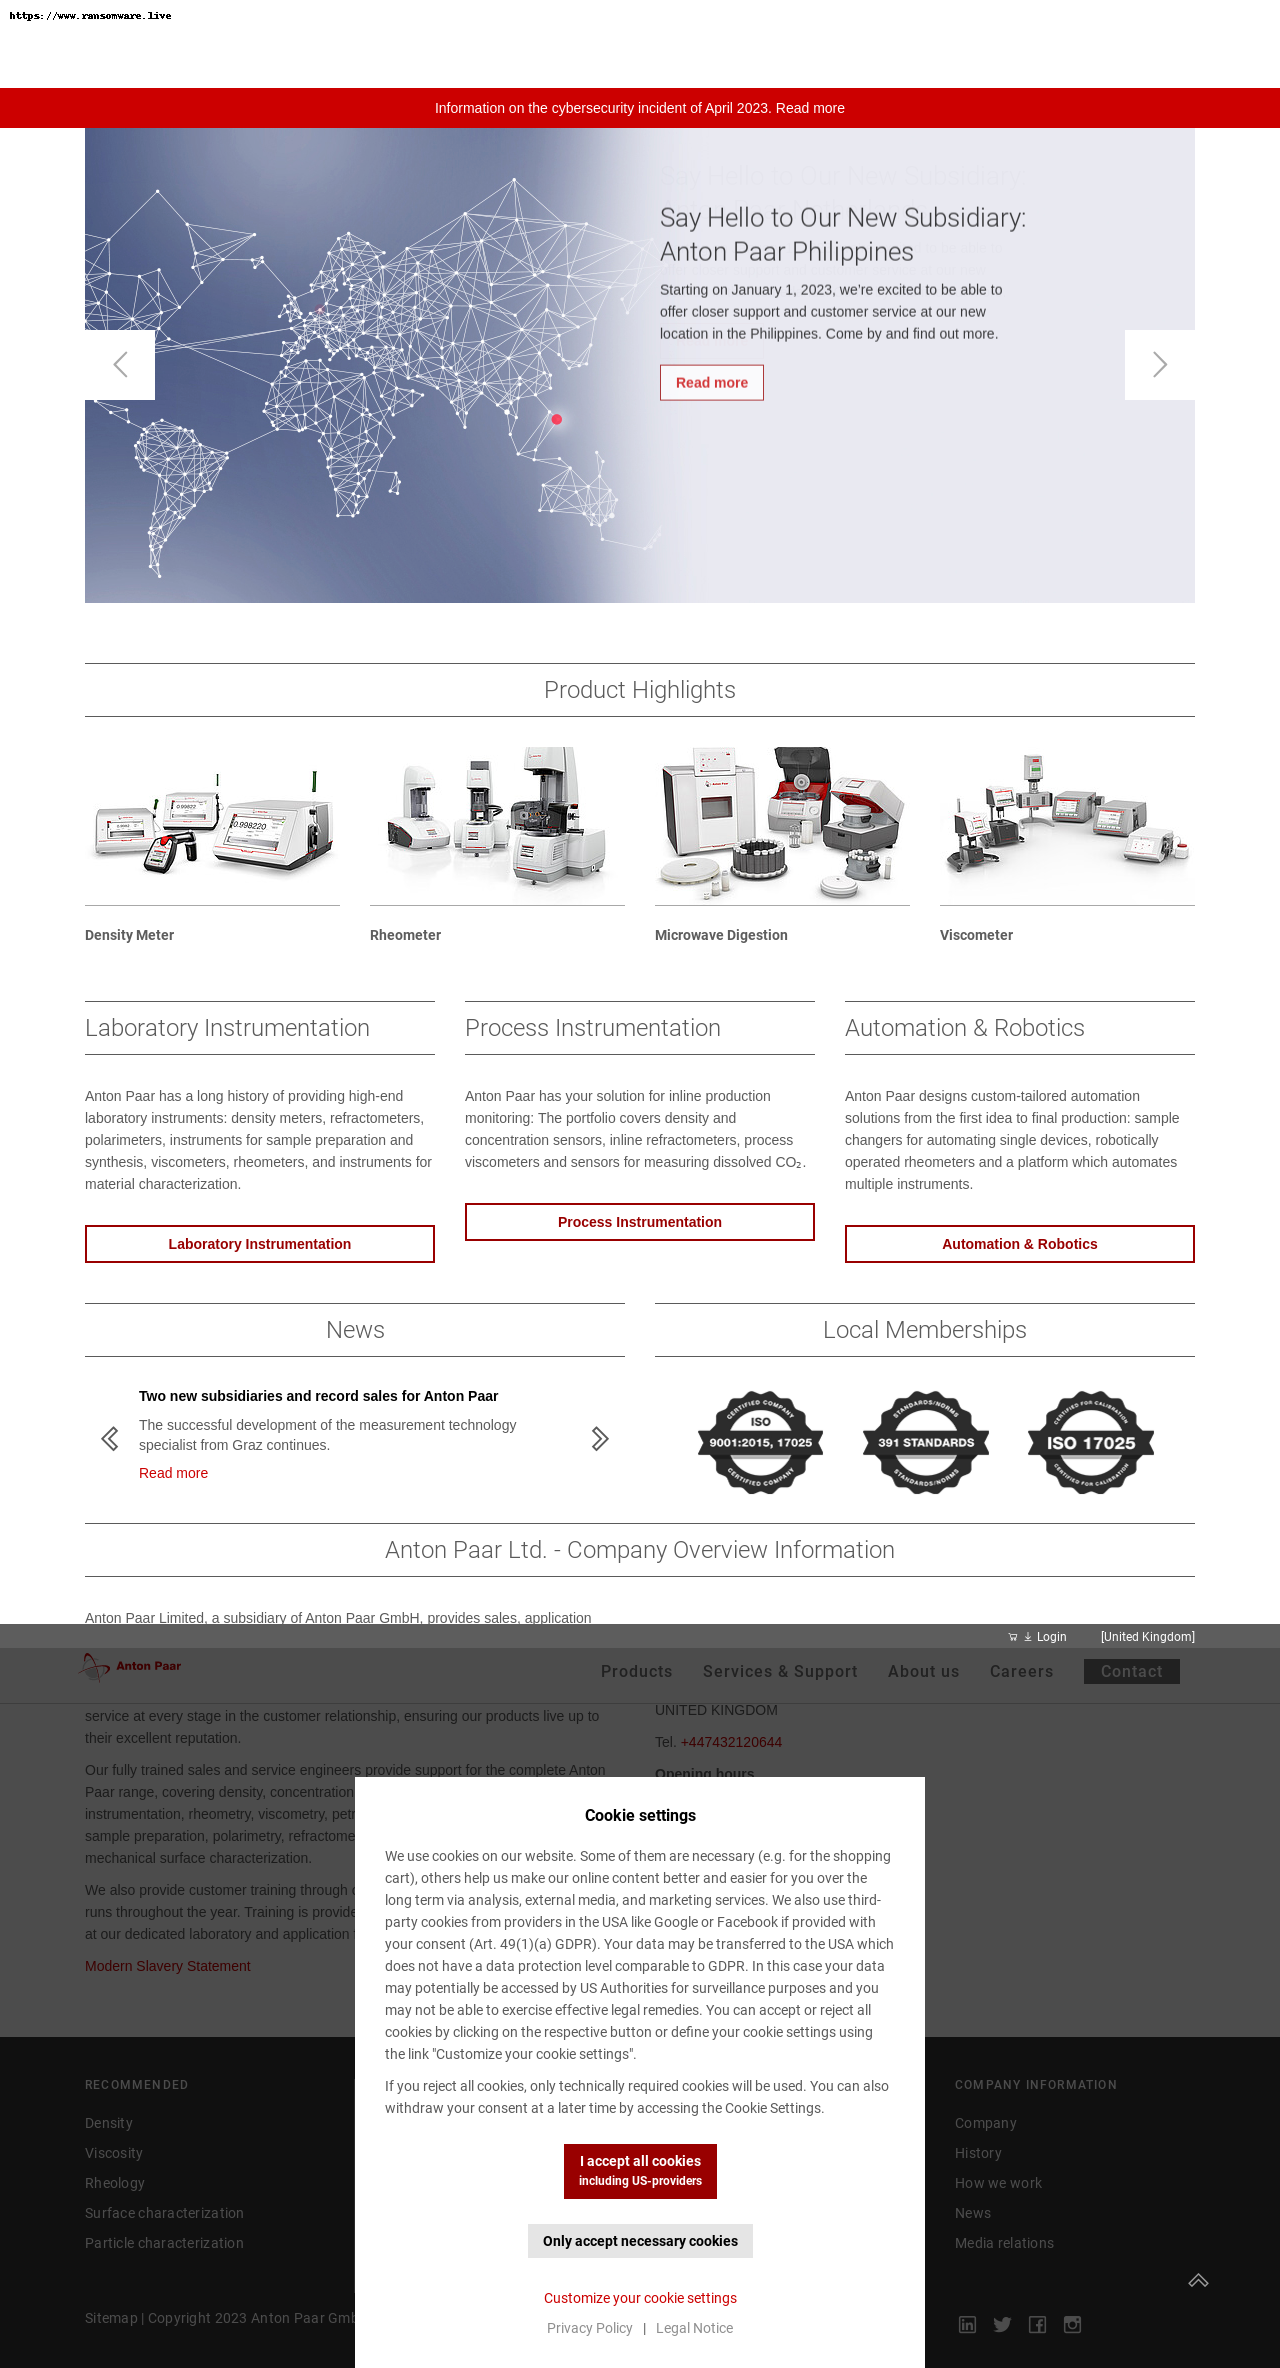 https://www.ransomware.live
Information on the cybersecurity incident of April 2023. Read more
Say Hello to Our New Subsidiary:
Anton Paar Philippines
Starting on January 1, 2023, we're excited to be able to
offer closer support and customer service at our new
location in the Philippines. Come by and find out more.
Read more
Product Highlights
Density Meter
Rheometer
Microwave Digestion
Viscometer
Laboratory Instrumentation
Process Instrumentation
Automation & Robotics
Anton Paar has a long history of providing high-end
laboratory instruments: density meters, refractometers,
polarimeters, instruments for sample preparation and
synthesis, viscometers, rheometers, and instruments for
material characterization.
Laboratory Instrumentation
Anton Paar has your solution for inline production
monitoring: The portfolio covers density and
concentration sensors, inline refractometers, process
viscometers and sensors for measuring dissolved CO₂.
Process Instrumentation
Anton Paar designs custom-tailored automation
solutions from the first idea to final production: sample
changers for automating single devices, robotically
operated rheometers and a platform which automates
multiple instruments.
Automation & Robotics
News
Two new subsidiaries and record sales for Anton Paar
The successful development of the measurement technology
specialist from Graz continues.
Read more
Local Memberships
CERTIFIED COMPANY
ISO
9001:2015, 17025
CERTIFIED COMPANY
STANDARDS/NORMS
391 STANDARDS
STANDARDS/NORMS
CERTIFIED FOR CALIBRATION
ISO 17025
CERTIFIED FOR CALIBRATION
Anton Paar Ltd. - Company Overview Information
Anton Paar Limited, a subsidiary of Anton Paar GmbH, provides sales, application
Login
[United Kingdom]
Anton Paar
Products
Services & Support
About us
Careers
Contact
service at every stage in the customer relationship, ensuring our products live up to
their excellent reputation.
Our fully trained sales and service engineers provide support for the complete Anton
Paar range, covering density, concentration
instrumentation, rheometry, viscometry,
sample preparation, polarimetry,
mechanical surface characterization.
We also provide customer training through
runs throughout the year. Training is
at our dedicated laboratory and application
Modern Slavery Statement
UNITED KINGDOM
Tel. +447432120644
Opening hours
Cookie settings
We use cookies on our website. Some of them are necessary (e.g. for the shopping
cart), others help us make our online content better and easier for you over the
long term via analysis, external media, and marketing services. We also use third-
party cookies from providers in the USA like Google or Facebook if provided with
your consent (Art. 49(1)(a) GDPR). Your data may be transferred to the USA which
does not have a data protection level comparable to GDPR. In this case your data
may potentially be accessed by US Authorities for surveillance purposes and you
may not be able to exercise effective legal remedies. You can accept or reject all
cookies by clicking on the respective button or define your cookie settings using
the link "Customize your cookie settings".
If you reject all cookies, only technically required cookies will be used. You can also
withdraw your consent at a later time by accessing the Cookie Settings.
I accept all cookies
including US-providers
Only accept necessary cookies
Customize your cookie settings
Privacy Policy | Legal Notice
RECOMMENDED
Density
Viscosity
Rheology
Surface characterization
Particle characterization
COMPANY INFORMATION
Company
History
How we work
News
Media relations
Sitemap | Copyright 2023 Anton Paar